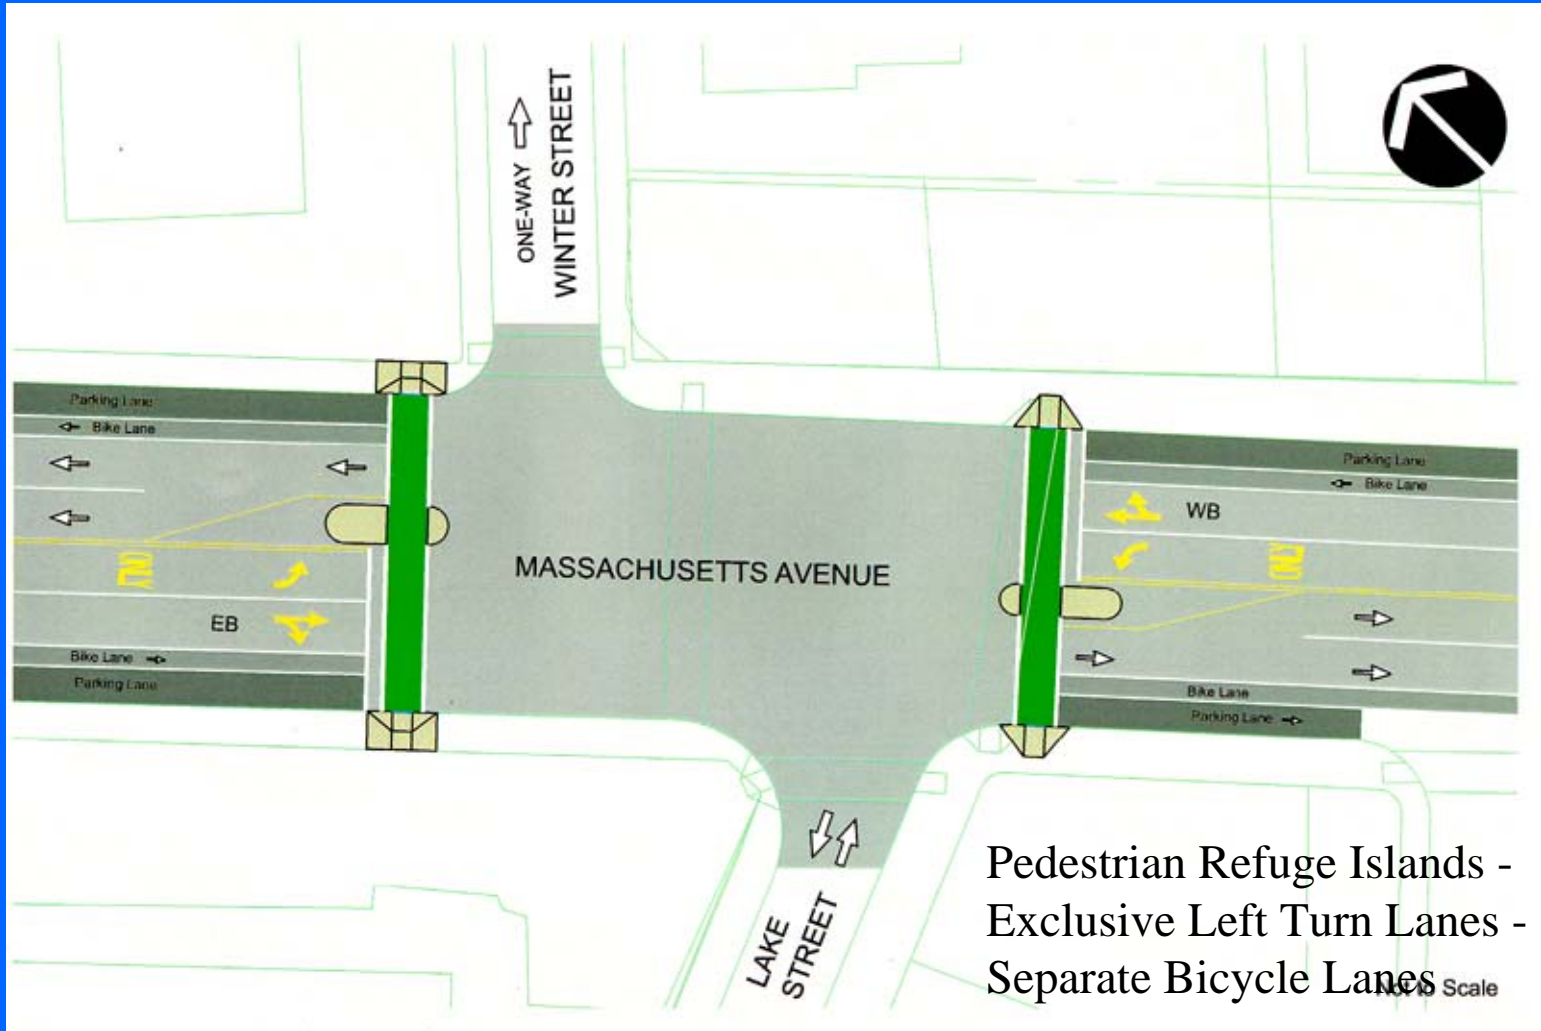 ONE-WAY
WINTER STREET
Parking Lane
Bike Lane
Parking Lane
Bike Lane
WB
ONLY
MASSACHUSETTS AVENUE
ONLY
EB
Bike Lane
Parking Lane
Bike Lane
Parking Lane
LAKE
STREET
Pedestrian Refuge Islands -
Exclusive Left Turn Lanes -
Separate Bicycle Lanes
Not to Scale